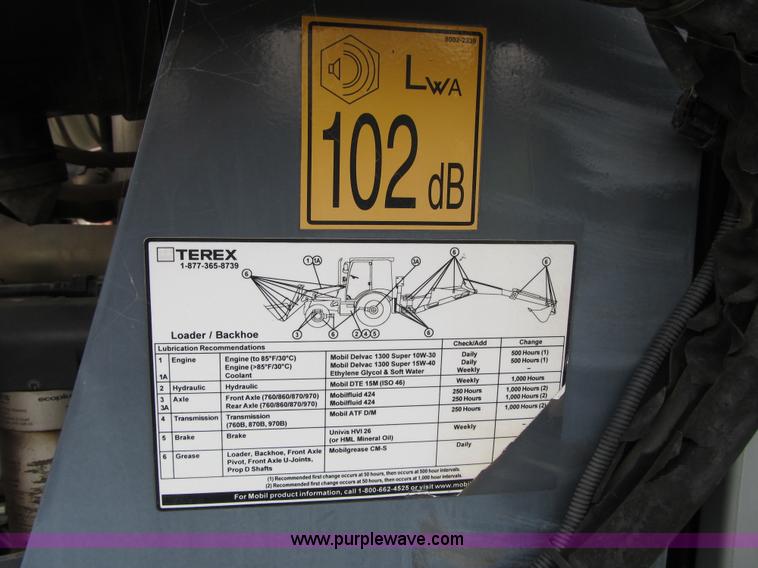 8002-2339
LWA
102 dB
TEREX
1-877-365-8739
1 1A 3A 6
6 6 6
3 6 2 4 5 6
Loader / Backhoe
Lubrication Recommendations Check/Add Change
1 Engine Engine (to 85°F/30°C) Mobil Delvac 1300 Super 10W-30 Daily 500 Hours (1)
Engine (>85°F/30°C) Mobil Delvac 1300 Super 15W-40 Daily 500 Hours (1)
1A Coolant Ethylene Glycol & Soft Water Weekly –
2 Hydraulic Hydraulic Mobil DTE 15M (ISO 46) Weekly 1,000 Hours
3 Axle Front Axle (760/860/870/970) Mobilfluid 424 250 Hours 1,000 Hours (2)
3A Rear Axle (760/860/870/970) Mobilfluid 424 250 Hours 1,000 Hours (2)
4 Transmission Transmission Mobil ATF D/M 250 Hours 1,000 Hours (2)
(760B, 870B, 970B)
5 Brake Brake Univis HVI 26 Weekly –
(or HML Mineral Oil)
6 Grease Loader, Backhoe, Front Axle Mobilgrease CM-S Daily
Pivot, Front Axle U-Joints,
Prop D Shafts
(1) Recommended first change occurs at 50 hours, then occurs at 500 hour intervals.
(2) Recommended first change occurs at 50 hours, then occurs at 1,000 hour intervals.
For Mobil product information, call 1-800-662-4525 or visit www.mobil
www.purplewave.com